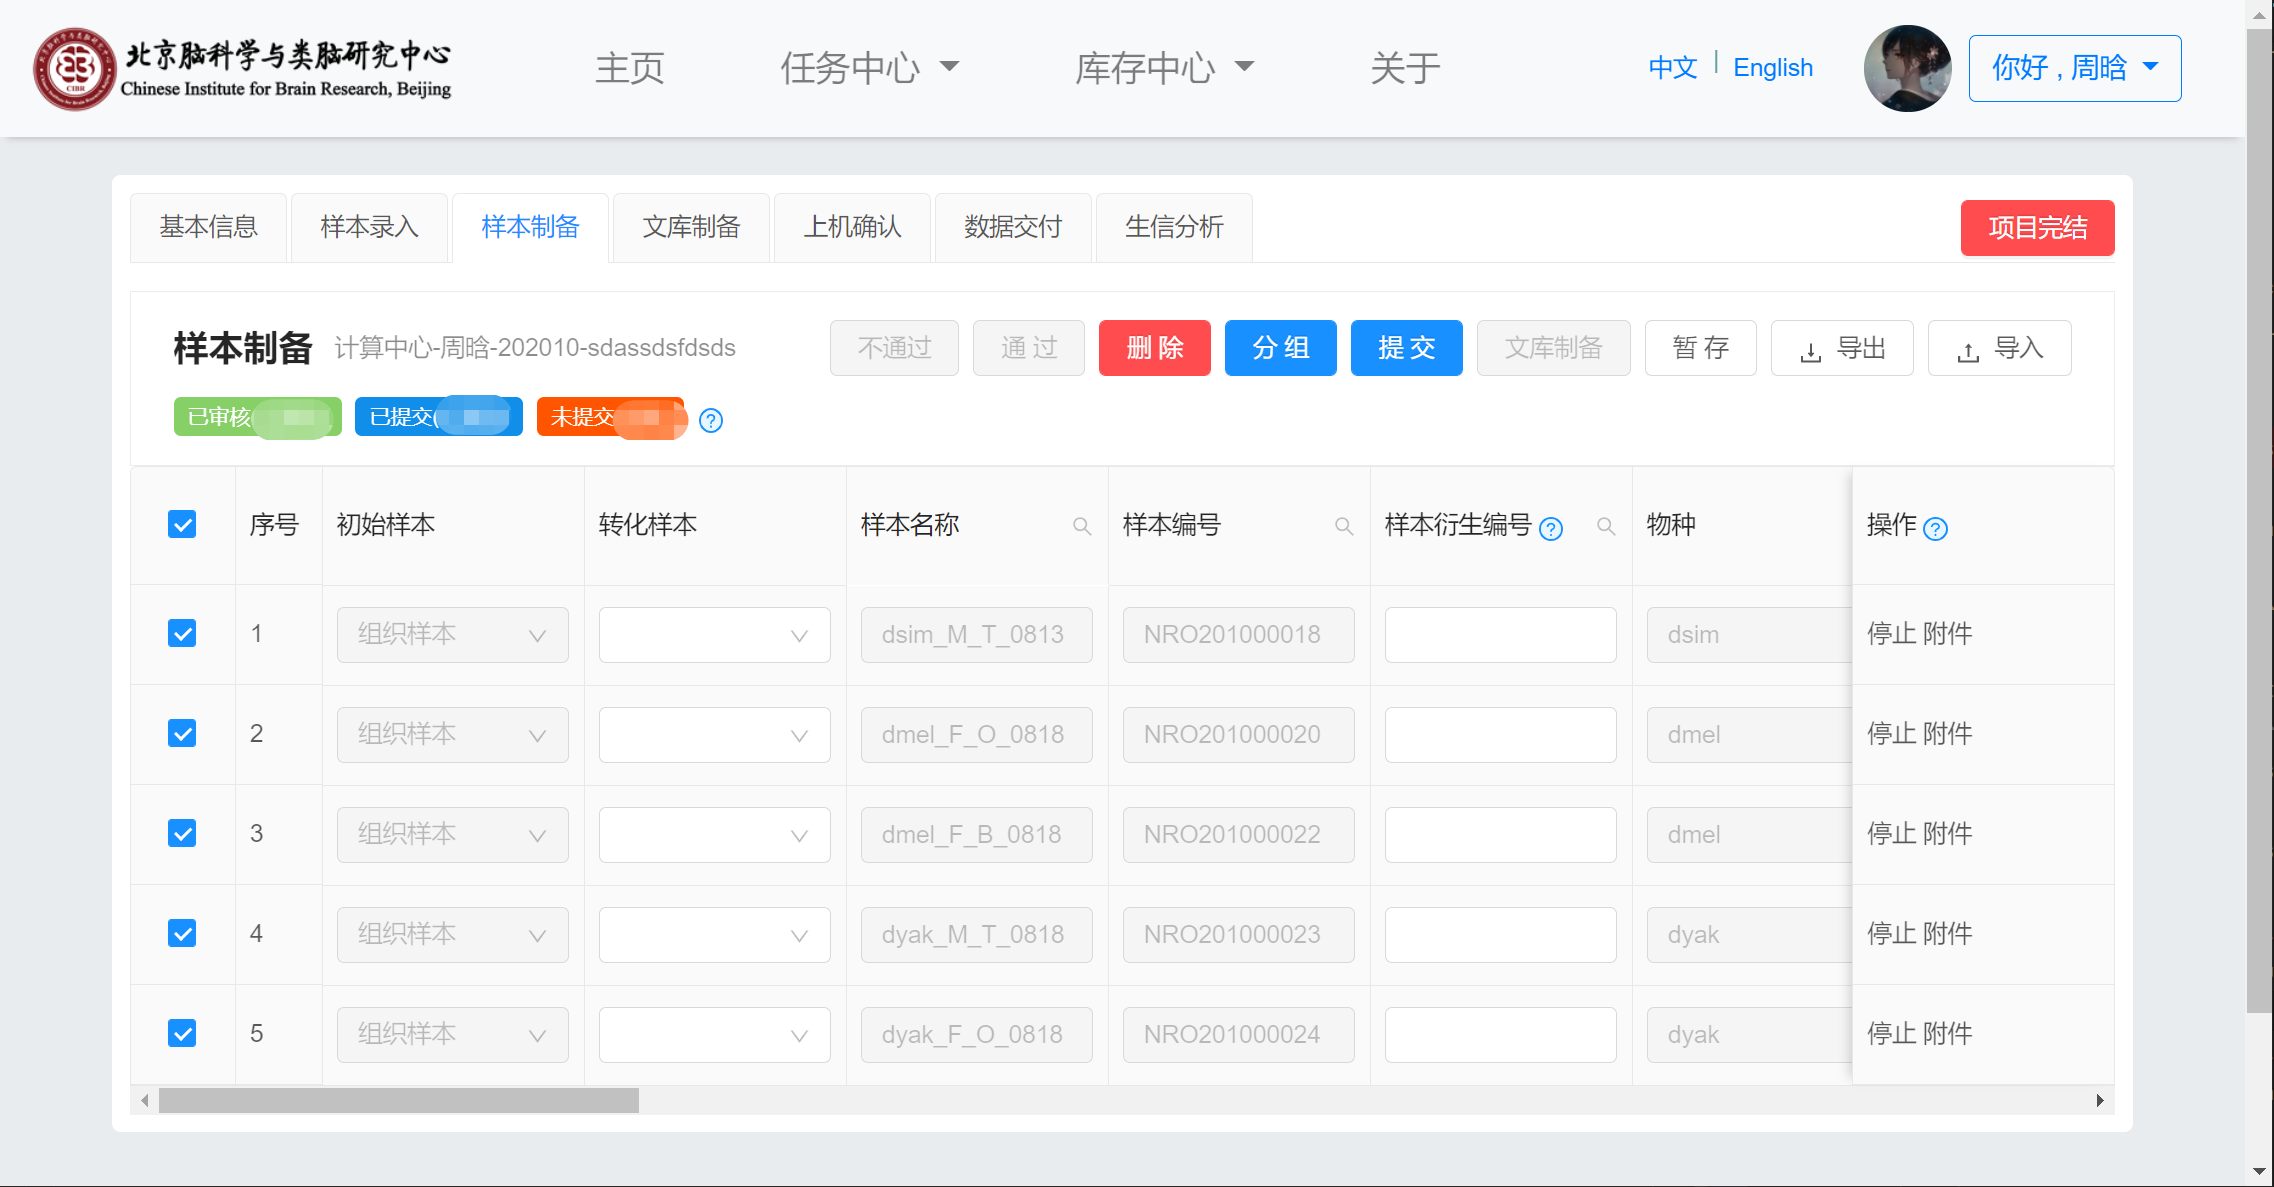 北京脑科学与类脑研究中心
Chinese Institute for Brain Research, Beijing
CIBR
主页 任务中心 库存中心 关于 中文 English 你好 , 周晗
基本信息 样本录入 样本制备 文库制备 上机确认 数据交付 生信分析 项目完结
样本制备 计算中心-周晗-202010-sdassdsfdsds 不通过 通 过 删 除 分 组 提 交 文库制备 暂 存 导出 导入
已审核 已提交( 未提交 ?
序号 初始样本 转化样本 样本名称 样本编号 样本衍生编号 ? 物种 操作 ?
1 组织样本 dsim_M_T_0813 NRO201000018 dsim 停止 附件
2 组织样本 dmel_F_O_0818 NRO201000020 dmel 停止 附件
3 组织样本 dmel_F_B_0818 NRO201000022 dmel 停止 附件
4 组织样本 dyak_M_T_0818 NRO201000023 dyak 停止 附件
5 组织样本 dyak_F_O_0818 NRO201000024 dyak 停止 附件